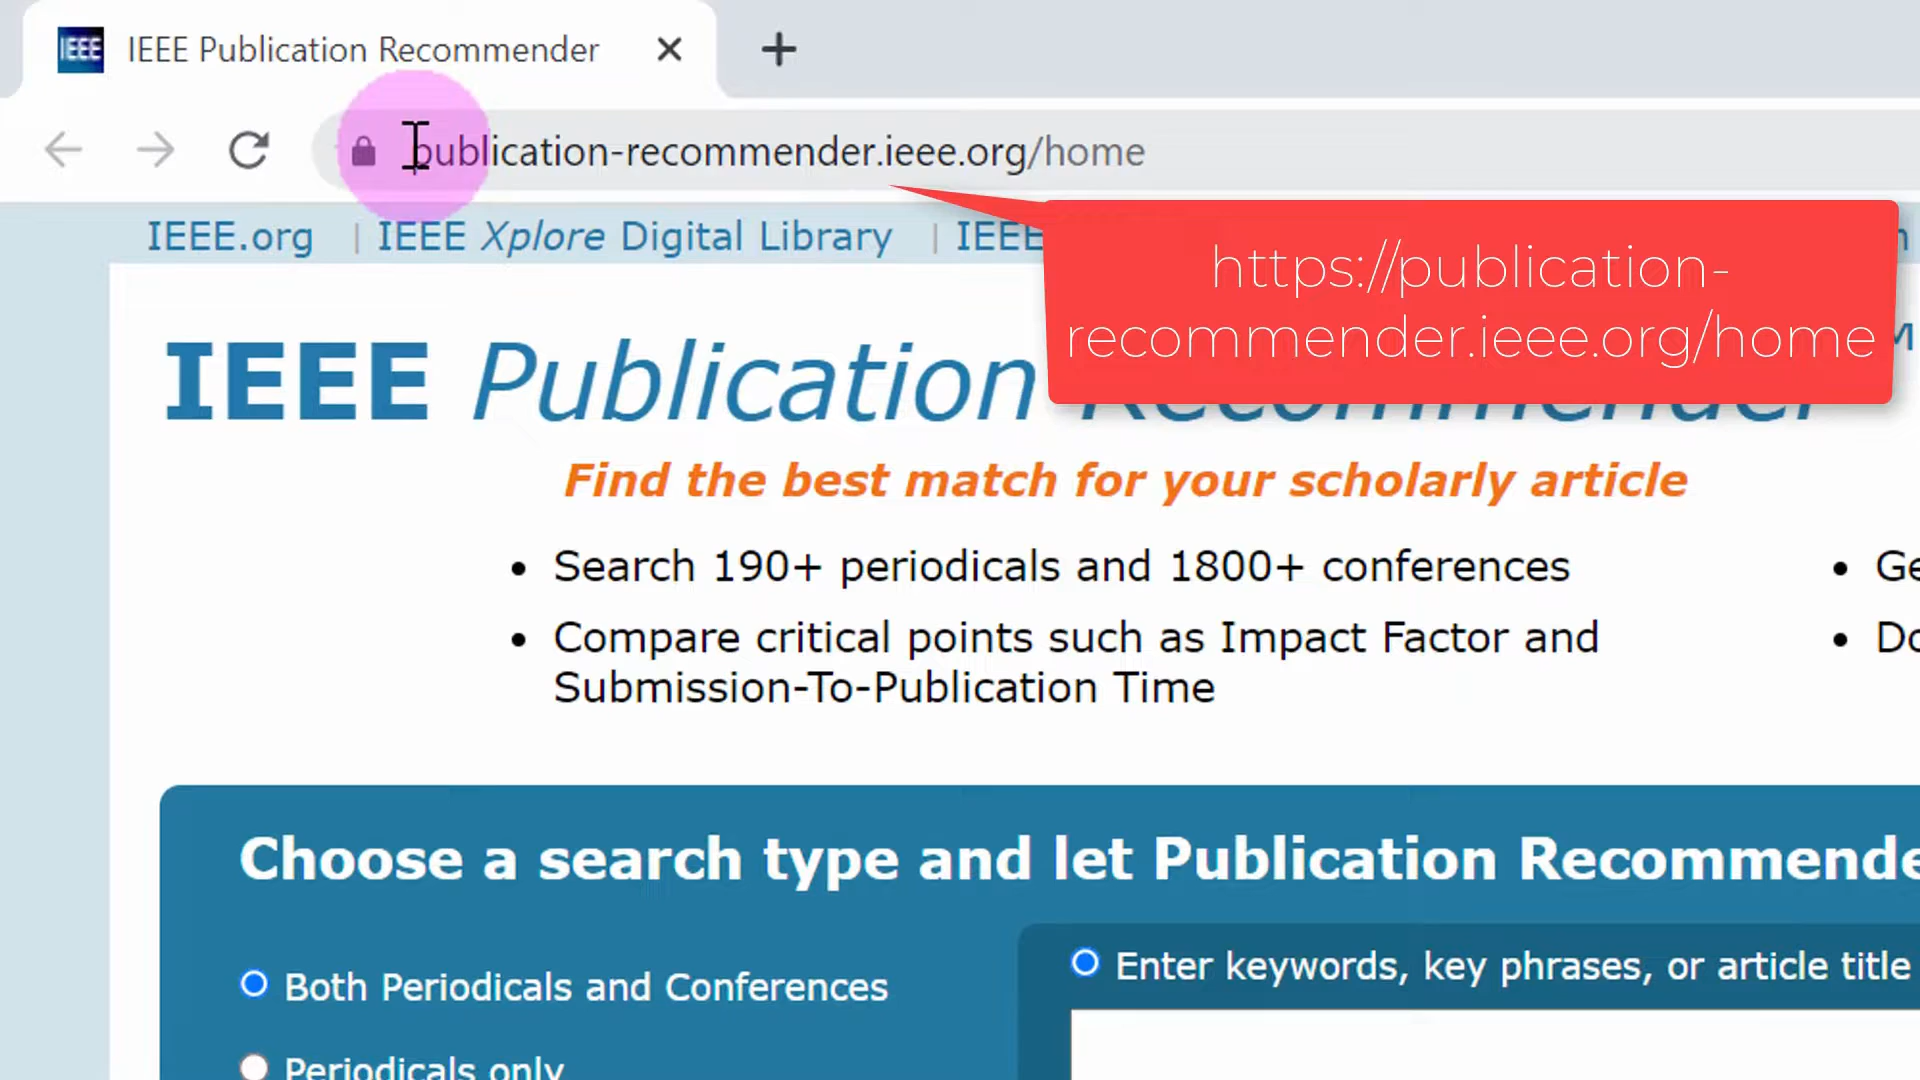 IEEE IEEE Publication Recommender
publication-recommender.ieee.org/home
IEEE.org | IEEE Xplore Digital Library | IEEE
https://publication-
recommender.ieee.org/home
IEEE Publication Recommender
Find the best match for your scholarly article
• Search 190+ periodicals and 1800+ conferences
• Compare critical points such as Impact Factor and
Submission-To-Publication Time
Choose a search type and let Publication Recommende
Both Periodicals and Conferences
Enter keywords, key phrases, or article title
Periodicals only